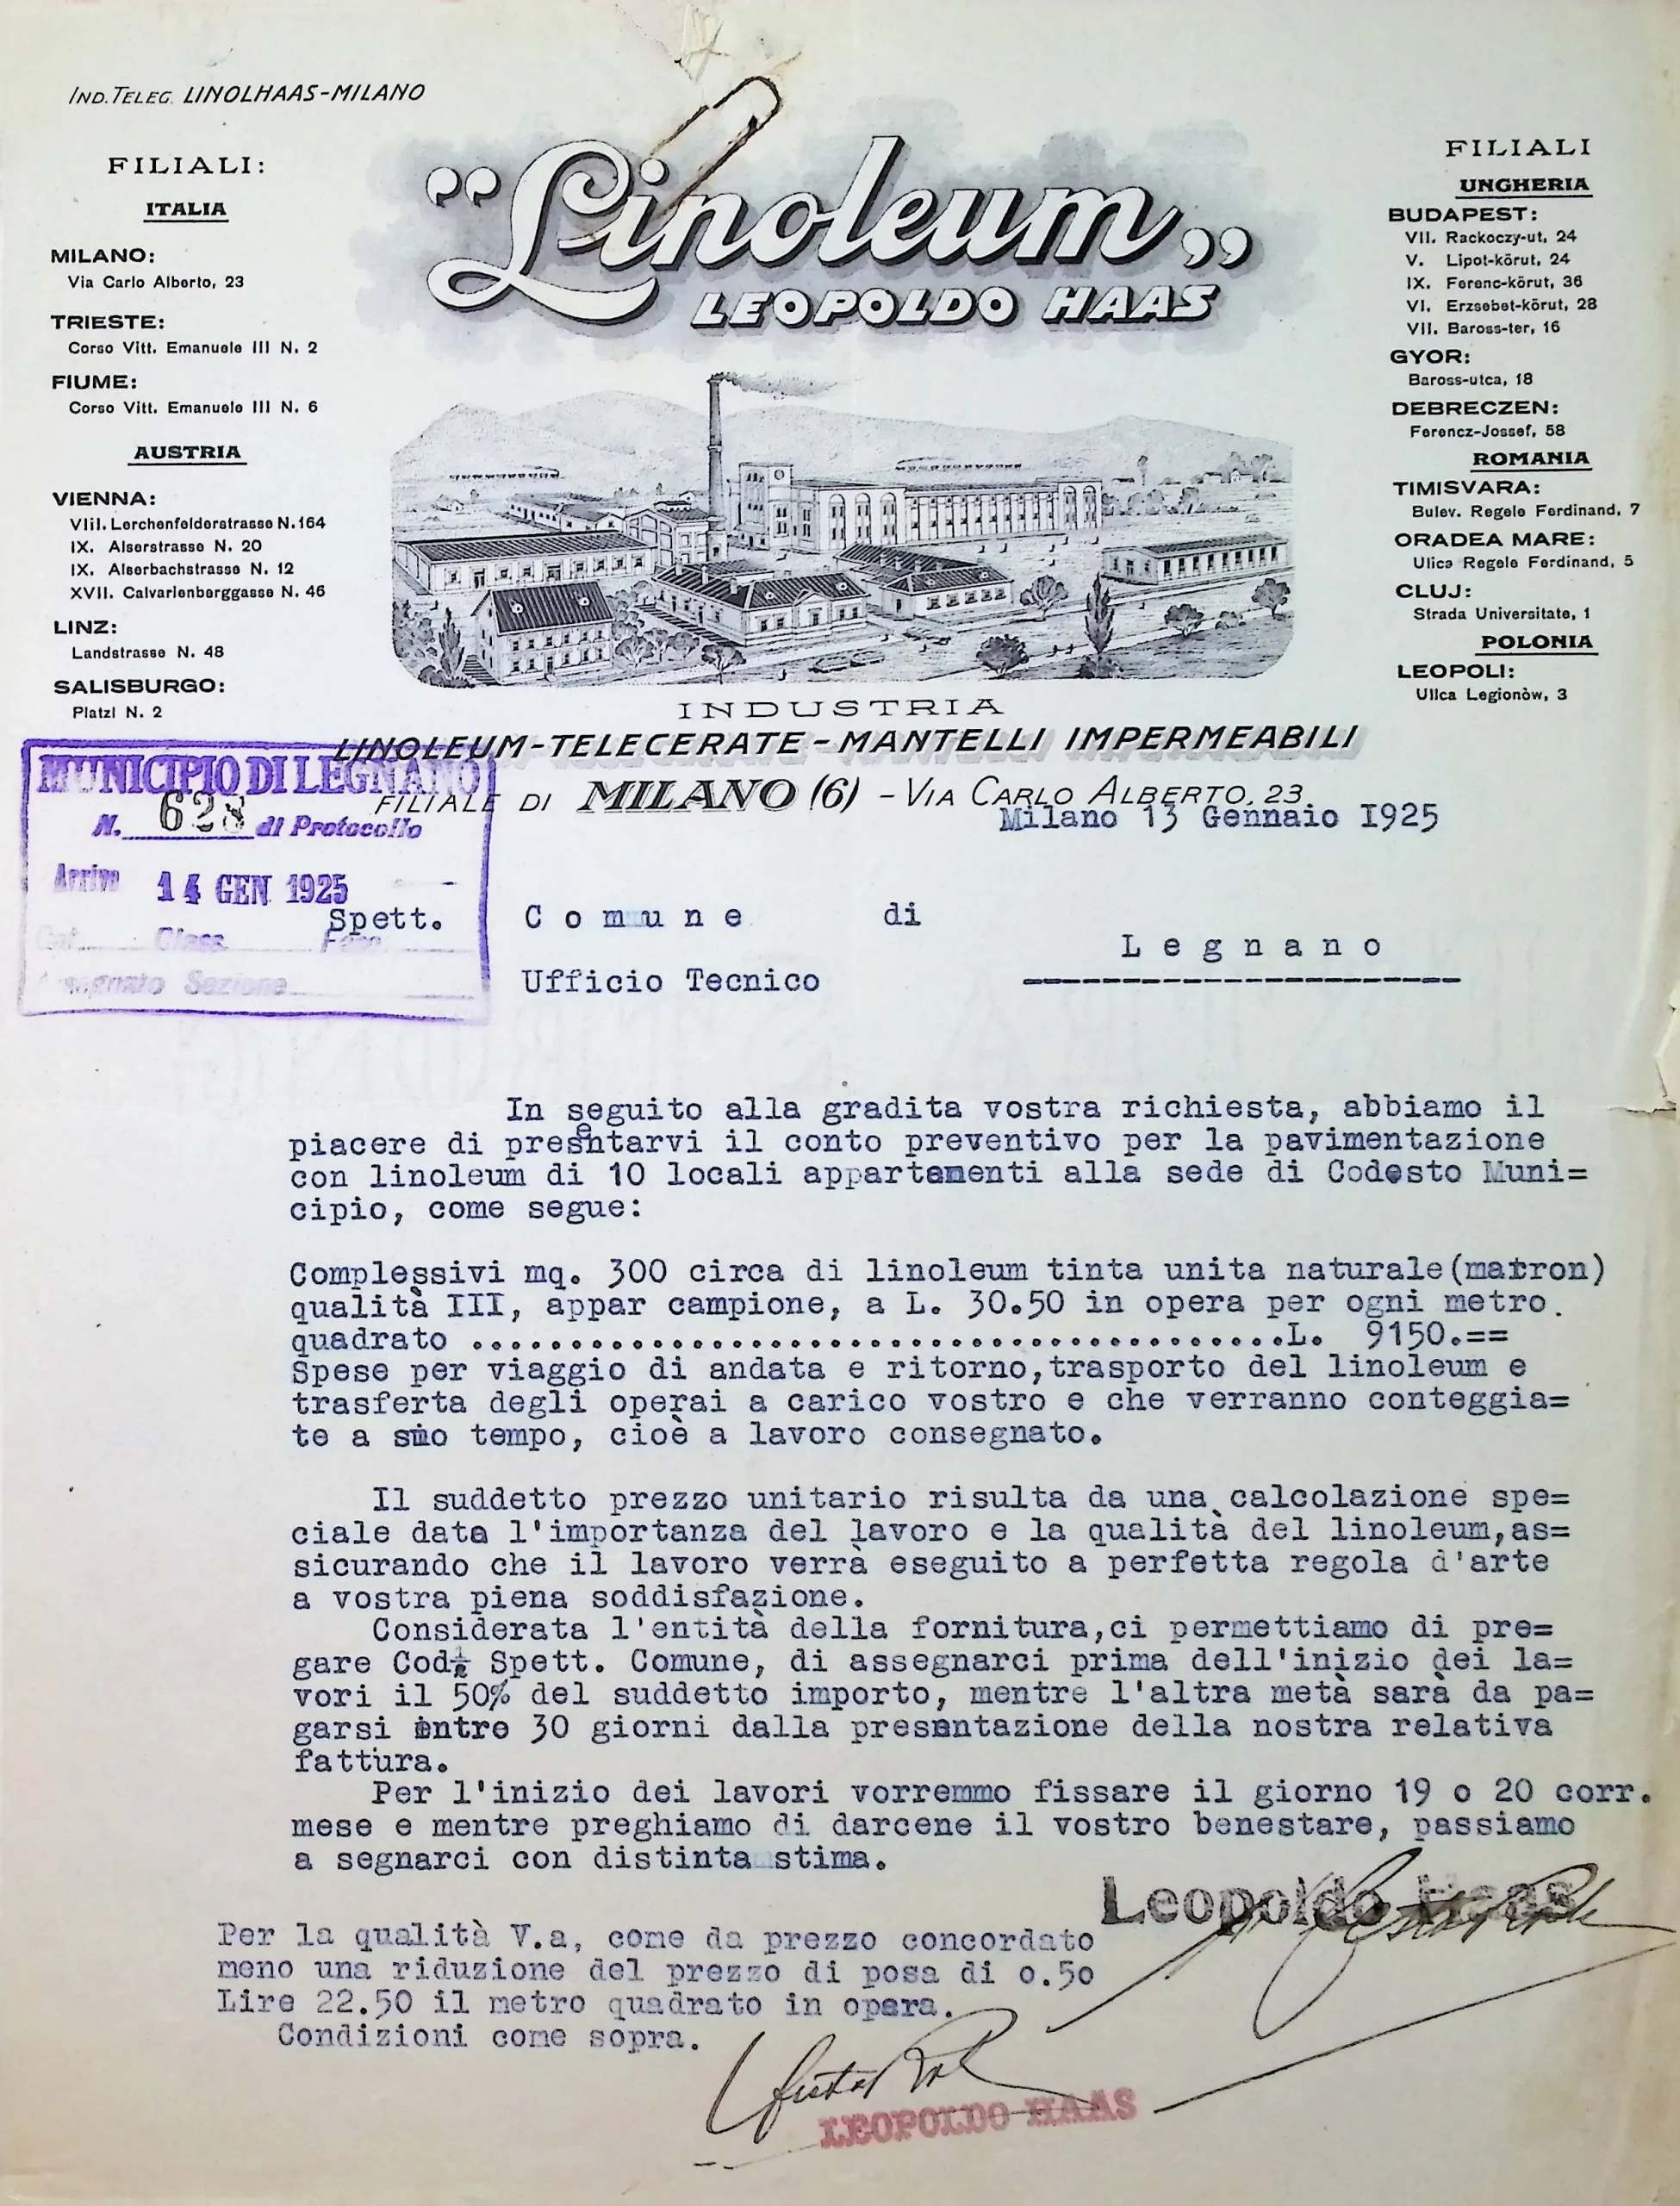 IND. TELEG. LINOLHAAS-MILANO
FILIALI:
ITALIA
MILANO:
Via Carlo Alberto, 23
TRIESTE:
Corso Vitt. Emanuele III N. 2
FIUME:
Corso Vitt. Emanuele III N. 6
AUSTRIA
VIENNA:
VIII. Lerchenfelderstrasse N. 164
IX. Alserstrasse N. 20
IX. Alserbachstrasse N. 12
XVII. Calvarienberggasse N. 46
LINZ:
Landstrasse N. 48
SALISBURGO:
Platzl N. 2
"Linoleum"
LEOPOLDO HAAS
FILIALI
UNGHERIA
BUDAPEST:
VII. Rackoczy-ut, 24
V. Lipot-körut, 24
IX. Ferenc-körut, 36
VI. Erzsebet-körut, 28
VII. Baross-ter, 16
GYOR:
Baross-utca, 18
DEBRECZEN:
Ferencz-Jossef, 58
ROMANIA
TIMISVARA:
Bulev. Regele Ferdinand, 7
ORADEA MARE:
Ulica Regele Ferdinand, 5
CLUJ:
Strada Universitate, 1
POLONIA
LEOPOLI:
Ulica Legionòw, 3
INDUSTRIA
LINOLEUM-TELECERATE-MANTELLI IMPERMEABILI
FILIALE DI MILANO (6) - VIA CARLO ALBERTO, 23
MUNICIPIO DI LEGNANO
N. 628 di Protocollo
Arrivo 14 GEN 1925
Cat. Class. Fasc.
Sezione
Milano 13 Gennaio 1925
Spett. Comune di
Legnano
Ufficio Tecnico
In seguito alla gradita vostra richiesta, abbiamo il
piacere di presentarvi il conto preventivo per la pavimentazione
con linoleum di 10 locali appartenenti alla sede di Codesto Muni=
cipio, come segue:
Complessivi mq. 300 circa di linoleum tinta unita naturale(marron)
qualità III, appar campione, a L. 30.50 in opera per ogni metro.
quadrato .............................................L. 9150.==
Spese per viaggio di andata e ritorno,trasporto del linoleum e
trasferta degli operai a carico vostro e che verranno conteggia=
te a suo tempo, cioè a lavoro consegnato.
Il suddetto prezzo unitario risulta da una calcolazione spe=
ciale data l'importanza del lavoro e la qualità del linoleum,as=
sicurando che il lavoro verrà eseguito a perfetta regola d'arte
a vostra piena soddisfazione.
Considerata l'entità della fornitura,ci permettiamo di pre=
gare Spett. Comune, di assegnarci prima dell'inizio dei la=
vori il 50% del suddetto importo, mentre l'altra metà sarà da pa=
garsi entro 30 giorni dalla presentazione della nostra relativa
fattura.
Per l'inizio dei lavori vorremmo fissare il giorno 19 o 20 corr.
mese e mentre preghiamo di darcene il vostro benestare, passiamo
a segnarci con distinta stima.
Leopoldo Haas
Per la qualità V.a, come da prezzo concordato
meno una riduzione del prezzo di posa di 0.50
Lire 22.50 il metro quadrato in opera.
Condizioni come sopra.
LEOPOLDO HAAS